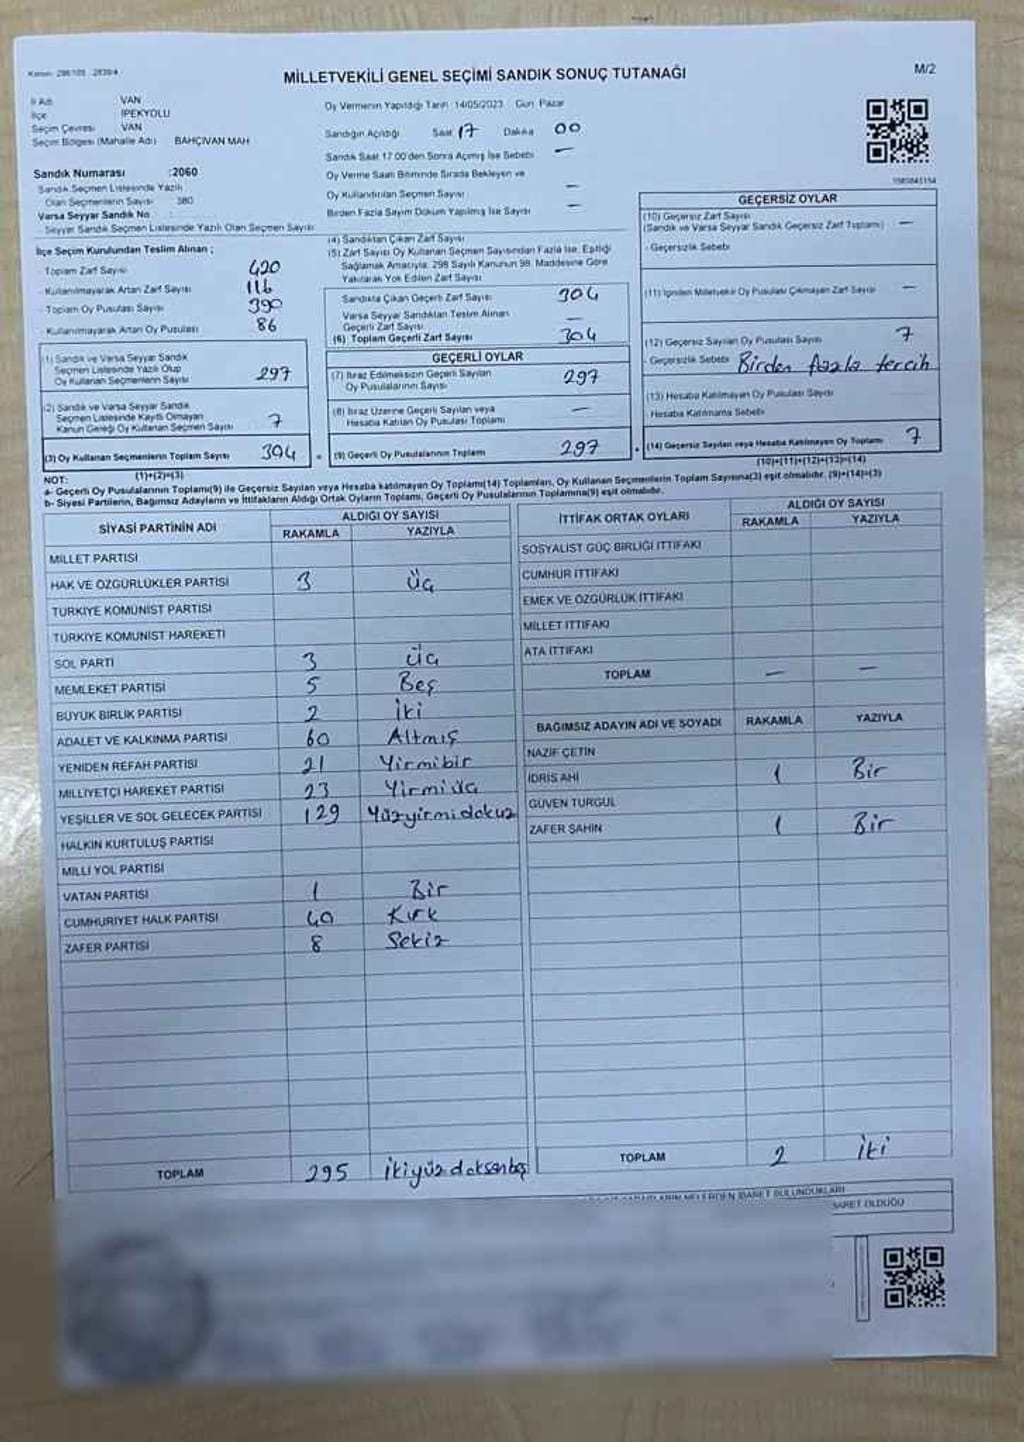 Kanun: 298/105 - 2839/4
MİLLETVEKİLİ GENEL SEÇİMİ SANDIK SONUÇ TUTANAĞI
M/2
İl Adı : VAN
İlçe : İPEKYOLU
Seçim Çevresi : VAN
Seçim Bölgesi (Mahalle Adı) BAHÇIVAN MAH
Sandık Numarası :2060
Sandık Seçmen Listesinde Yazılı
Olan Seçmenlerin Sayısı : 380
Varsa Seyyar Sandık No :
Seyyar Sandık Seçmen Listesinde Yazılı Olan Seçmen Sayısı
İlçe Seçim Kurulundan Teslim Alınan ;
- Toplam Zarf Sayısı 420
- Kullanılmayarak Artan Zarf Sayısı 116
- Toplam Oy Pusulası Sayısı 390
- Kullanılmayarak Artan Oy Pusulası 86
(1) Sandık ve Varsa Seyyar Sandık
Seçmen Listesinde Yazılı Olup
Oy Kullanan Seçmenlerin Sayısı 297
(2) Sandık ve Varsa Seyyar Sandık
Seçmen Listesinde Kayıtlı Olmayan
Kanun Gereği Oy Kullanan Seçmen Sayısı 7
(3) Oy Kullanan Seçmenlerin Toplam Sayısı 304 =
(1)+(2)=(3)
Oy Vermenin Yapıldığı Tarih : 14/05/2023 Gün: Pazar
Sandığın Açıldığı Saat 17 Dakika 00
Sandık Saat 17:00'den Sonra Açılmış İse Sebebi —
Oy Verme Saati Bitiminde Sırada Bekleyen ve
Oy Kullandırılan Seçmen Sayısı —
Birden Fazla Sayım Döküm Yapılmış İse Sayısı —
(4) Sandıktan Çıkan Zarf Sayısı
(5) Zarf Sayısı Oy Kullanan Seçmen Sayısından Fazla İse, Eşitliği
Sağlamak Amacıyla, 298 Sayılı Kanunun 98. Maddesine Göre
Yakılarak Yok Edilen Zarf Sayısı
Sandıkta Çıkan Geçerli Zarf Sayısı 304
Varsa Seyyar Sandıktan Teslim Alınan
Geçerli Zarf Sayısı —
(6) Toplam Geçerli Zarf Sayısı 304
GEÇERLİ OYLAR
(7) İtiraz Edilmeksizin Geçerli Sayılan
Oy Pusulalarının Sayısı 297
(8) İtiraz Üzerine Geçerli Sayılan veya
Hesaba Katılan Oy Pusulası Toplamı —
(9) Geçerli Oy Pusulalarının Toplamı 297 +
GEÇERSİZ OYLAR
(10) Geçersiz Zarf Sayısı
(Sandık ve Varsa Seyyar Sandık Geçersiz Zarf Toplamı) —
- Geçersizlik Sebebi
(11) İçinden Milletvekili Oy Pusulası Çıkmayan Zarf Sayısı —
(12) Geçersiz Sayılan Oy Pusulası Sayısı 7
- Geçersizlik Sebebi Birden fazla tercih
(13) Hesaba Katılmayan Oy Pusulası Sayısı
Hesaba Katılmama Sebebi
(14) Geçersiz Sayılan veya Hesaba Katılmayan Oy Toplamı 7
(10)+(11)+(12)+(13)=(14)
NOT:
a- Geçerli Oy Pusulalarının Toplamı(9) ile Geçersiz Sayılan veya Hesaba Katılmayan Oy Toplamı(14) Toplamları, Oy Kullanan Seçmenlerin Toplam Sayısına(3) eşit olmalıdır. (9)+(14)=(3)
b- Siyasi Partilerin, Bağımsız Adayların ve İttifakların Aldığı Ortak Oyların Toplamı, Geçerli Oy Pusulalarının Toplamına(9) eşit olmalıdır.
SİYASİ PARTİNİN ADI ALDIĞI OY SAYISI
RAKAMLA YAZIYLA
MİLLET PARTİSİ
HAK VE ÖZGÜRLÜKLER PARTİSİ 3 Üç
TÜRKİYE KOMÜNİST PARTİSİ
TÜRKİYE KOMÜNİST HAREKETİ
SOL PARTİ 3 Üç
MEMLEKET PARTİSİ 5 Beş
BÜYÜK BİRLİK PARTİSİ 2 İki
ADALET VE KALKINMA PARTİSİ 60 Altmış
YENİDEN REFAH PARTİSİ 21 Yirmibir
MİLLİYETÇİ HAREKET PARTİSİ 23 Yirmiüç
YEŞİLLER VE SOL GELECEK PARTİSİ 129 Yüzyirmidokuz
HALKIN KURTULUŞ PARTİSİ
MİLLİ YOL PARTİSİ
VATAN PARTİSİ 1 Bir
CUMHURİYET HALK PARTİSİ 40 Kırk
ZAFER PARTİSİ 8 Sekiz
TOPLAM 295 İkiyüzdoksanbeş
İTTİFAK ORTAK OYLARI ALDIĞI OY SAYISI
RAKAMLA YAZIYLA
SOSYALİST GÜÇ BİRLİĞİ İTTİFAKI
CUMHUR İTTİFAKI
EMEK VE ÖZGÜRLÜK İTTİFAKI
MİLLET İTTİFAKI
ATA İTTİFAKI
TOPLAM — —
BAĞIMSIZ ADAYIN ADI VE SOYADI RAKAMLA YAZIYLA
NAZİF ÇETİN
İDRİS AHİ 1 Bir
GÜVEN TURGUL
ZAFER ŞAHİN 1 Bir
TOPLAM 2 İki
NELERDEN İBARET BULUNDUKLARI
OLDUĞU